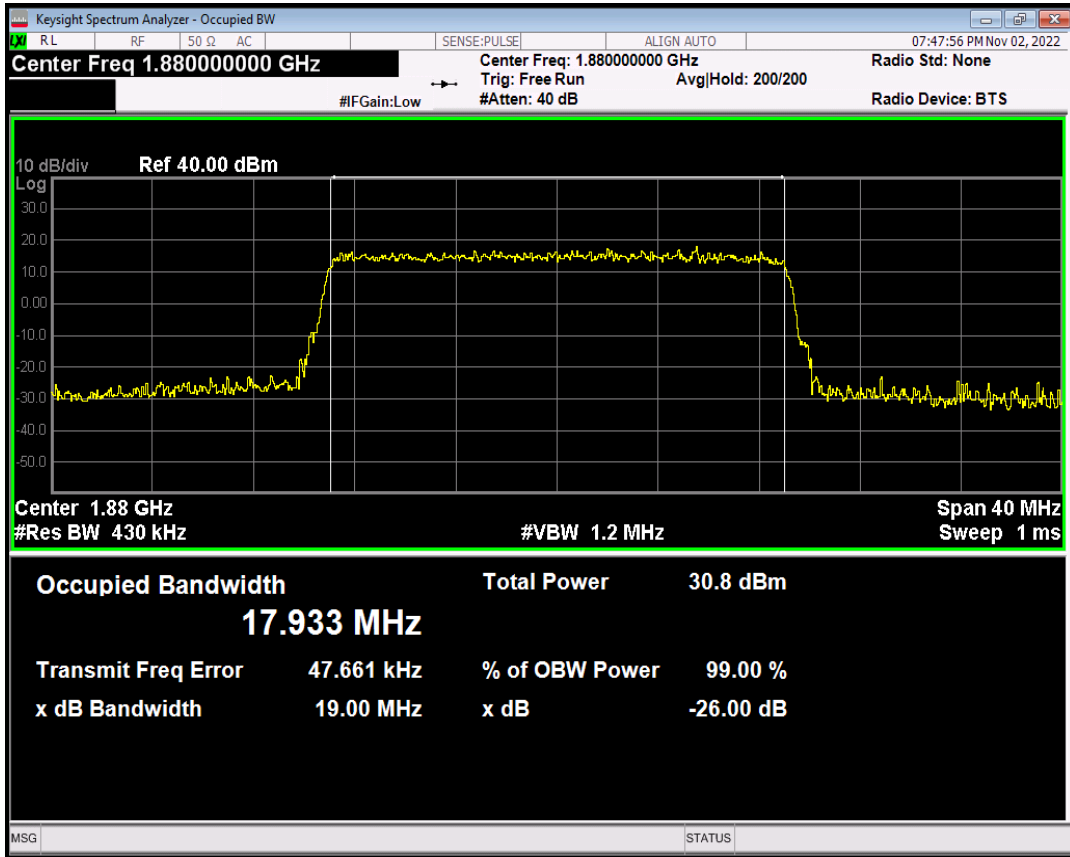 Keysight Spectrum Analyzer - Occupied BW
LXI RL RF 50 Ω AC SENSE:PULSE ALIGN AUTO 07:47:56 PM Nov 02, 2022
Center Freq 1.880000000 GHz Center Freq: 1.880000000 GHz Radio Std: None
Trig: Free Run Avg|Hold: 200/200
#IFGain:Low #Atten: 40 dB Radio Device: BTS
10 dB/div Ref 40.00 dBm
Log
30.0
20.0
10.0
0.00
-10.0
-20.0
-30.0
-40.0
-50.0
Center 1.88 GHz Span 40 MHz
#Res BW 430 kHz #VBW 1.2 MHz Sweep 1 ms
Occupied Bandwidth Total Power 30.8 dBm
17.933 MHz
Transmit Freq Error 47.661 kHz % of OBW Power 99.00 %
x dB Bandwidth 19.00 MHz x dB -26.00 dB
MSG STATUS